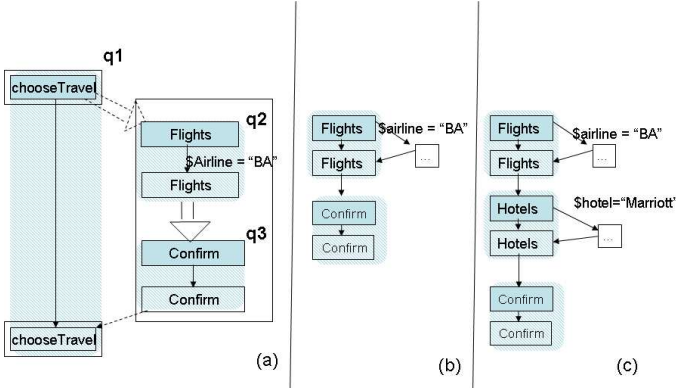 q1
chooseTravel
q2
Flights
$Airline = “BA”
Flights
q3
Confirm
Confirm
chooseTravel
(a)
Flights
$airline = “BA”
Flights
...
Confirm
Confirm
(b)
Flights
$airline = “BA”
Flights
...
Hotels
$hotel=“Marriott’
Hotels
...
Confirm
Confirm
(c)